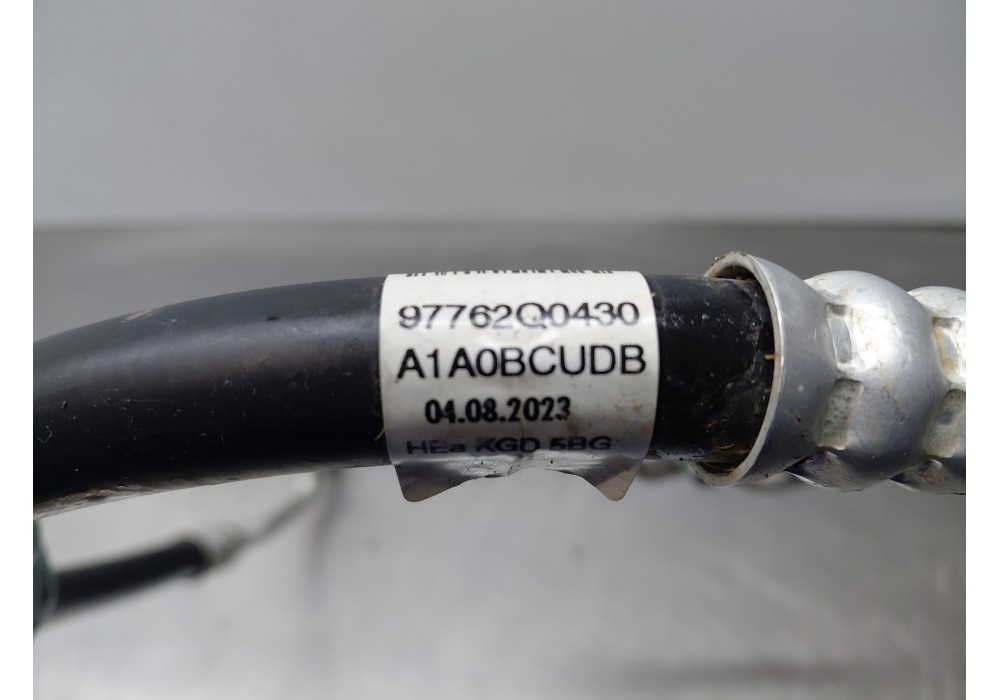 97762Q0430
A1A0BCUDB
04.08.2023
HEa KGD 5BG